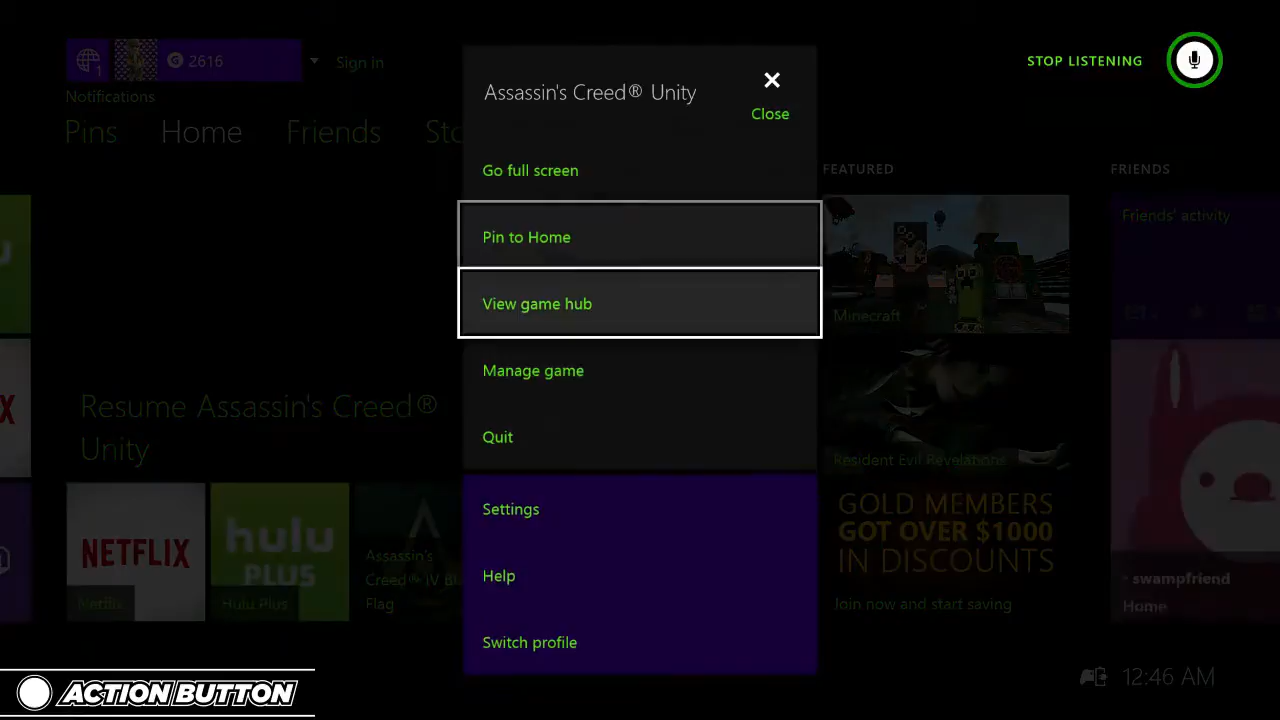 1
G 2616
Sign in
Notifications
Pins
Home
Friends
Sto
STOP LISTENING
Assassin's Creed® Unity
Close
Go full screen
Pin to Home
View game hub
Manage game
Quit
Settings
Help
Switch profile
Resume Assassin's Creed®
Unity
NETFLIX
Netflix
hulu
PLUS
Hulu Plus
Assassin's
Creed® IV Bl
Flag
FEATURED
Minecraft
Resident Evil Revelations
GOLD MEMBERS
GOT OVER $1000
IN DISCOUNTS
Join now and start saving
FRIENDS
Friends' activity
- swampfriend
Home
12:46 AM
ACTION BUTTON